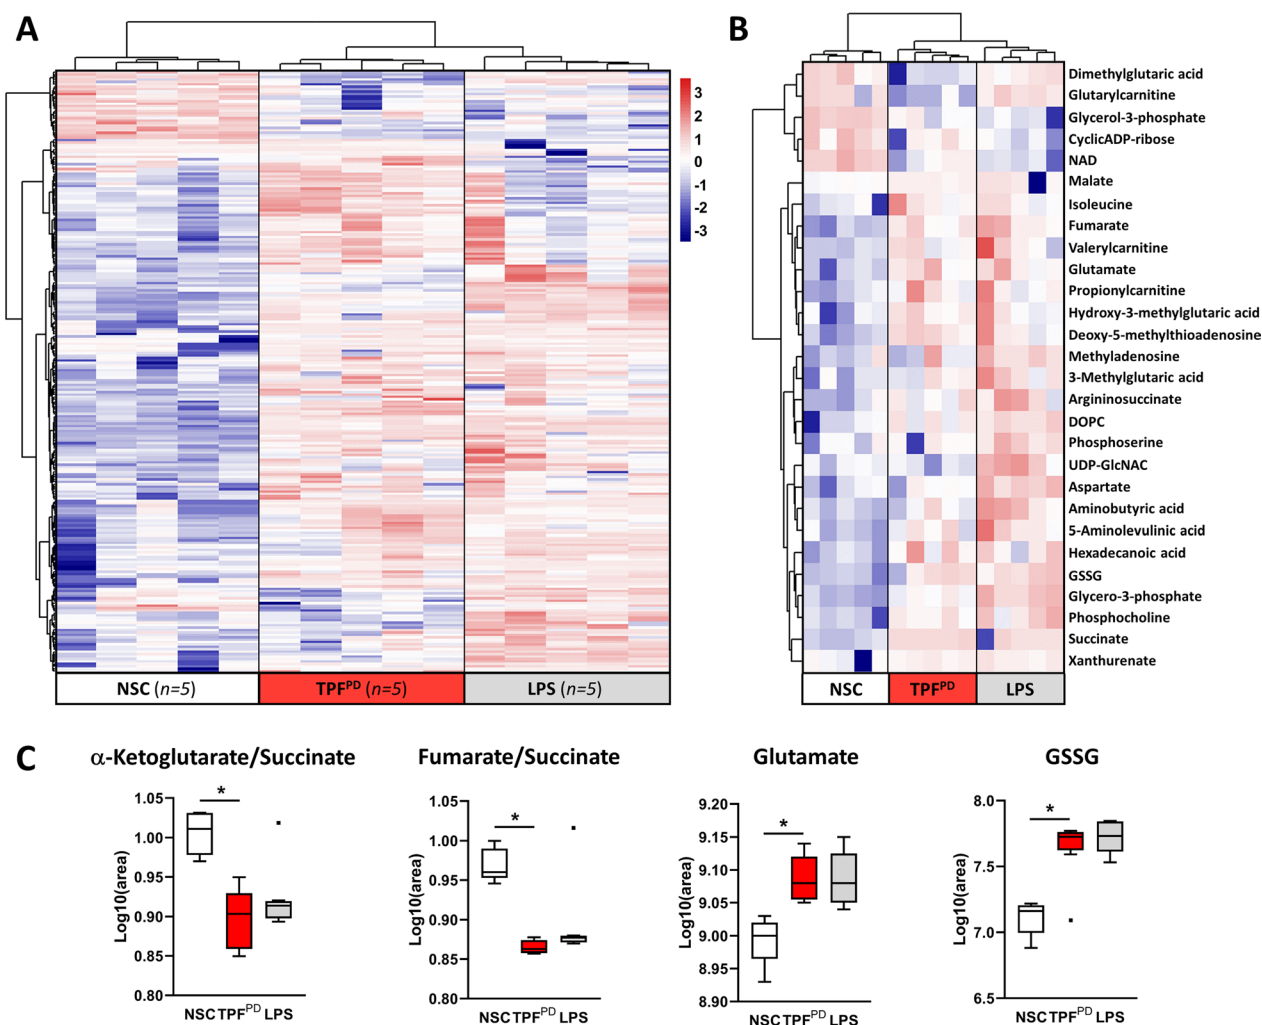 A
3
2
1
0
-1
-2
-3
NSC (n=5)
TPFPD (n=5)
LPS (n=5)
B
Dimethylglutaric acid
Glutarylcarnitine
Glycerol-3-phosphate
CyclicADP-ribose
NAD
Malate
Isoleucine
Fumarate
Valerylcarnitine
Glutamate
Propionylcarnitine
Hydroxy-3-methylglutaric acid
Deoxy-5-methylthioadenosine
Methyladenosine
3-Methylglutaric acid
Argininosuccinate
DOPC
Phosphoserine
UDP-GlcNAC
Aspartate
Aminobutyric acid
5-Aminolevulinic acid
Hexadecanoic acid
GSSG
Glycero-3-phosphate
Phosphocholine
Succinate
Xanthurenate
NSC
TPFPD
LPS
C
α-Ketoglutarate/Succinate
Log10(area)
1.05
1.00
0.95
0.90
0.85
0.80
*
NSC TPFPD LPS
Fumarate/Succinate
Log10(area)
1.05
1.00
0.95
0.90
0.85
0.80
*
NSC TPFPD LPS
Glutamate
Log10(area)
9.20
9.15
9.10
9.05
9.00
8.95
8.90
*
NSC TPFPD LPS
GSSG
Log10(area)
8.0
7.5
7.0
6.5
*
NSC TPFPD LPS